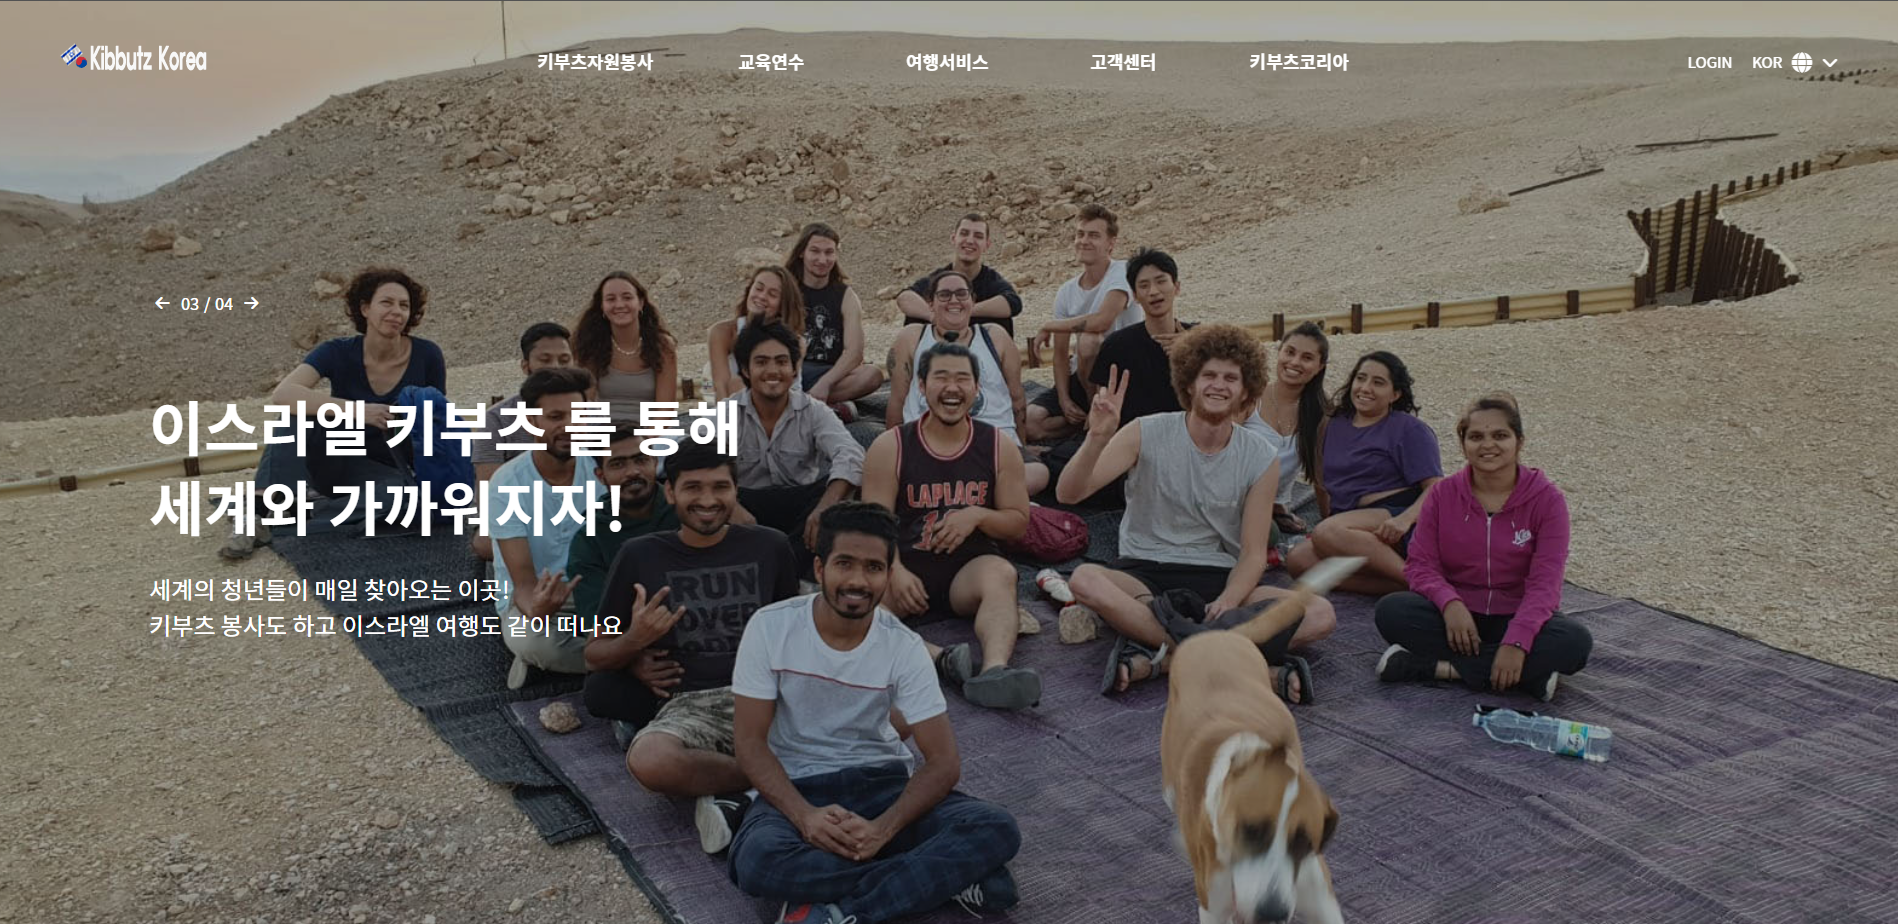 Kibbutz Korea
키부츠자원봉사
교육연수
여행서비스
고객센터
키부츠코리아
LOGIN
KOR
03 / 04
이스라엘 키부츠 를 통해
세계와 가까워지자!
세계의 청년들이 매일 찾아오는 이곳!
키부츠 봉사도 하고 이스라엘 여행도 같이 떠나요
LAPLACE
RUN
OVER